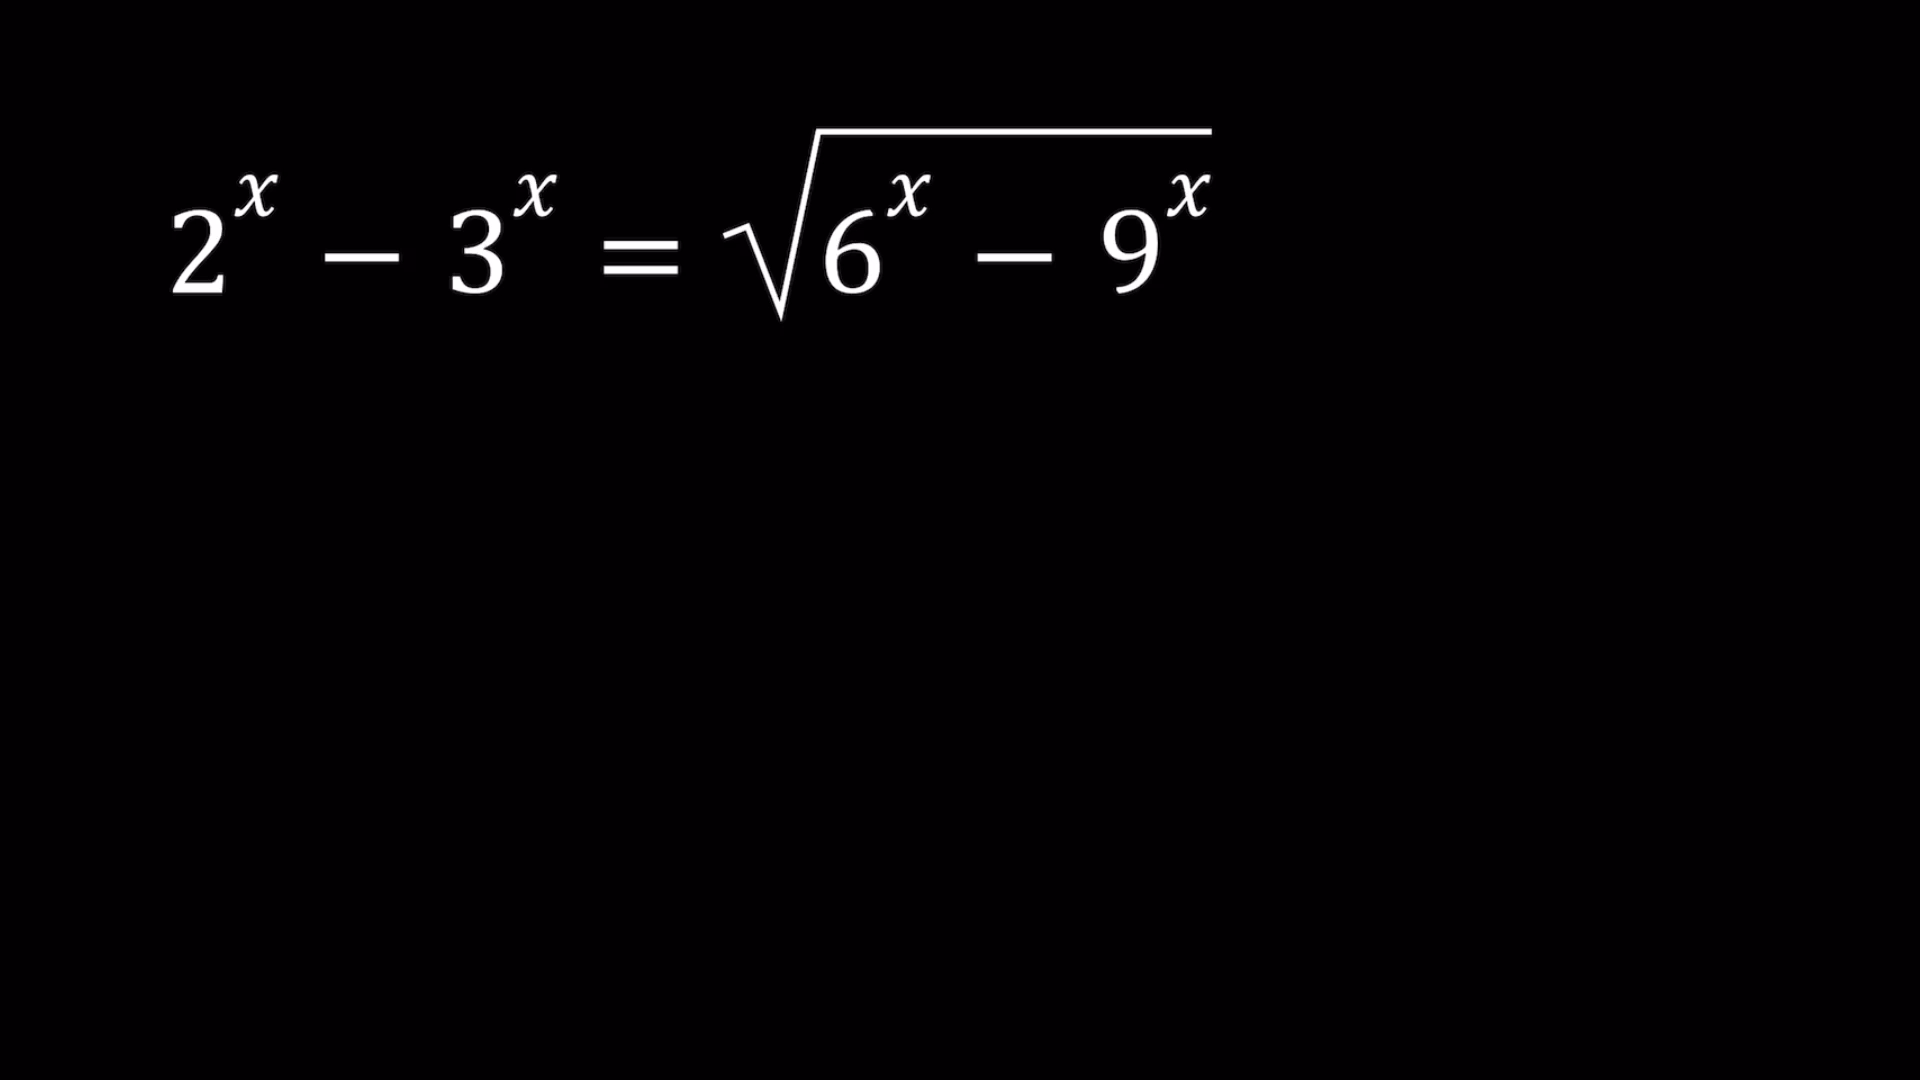 2^x − 3^x = √(6^x − 9^x)